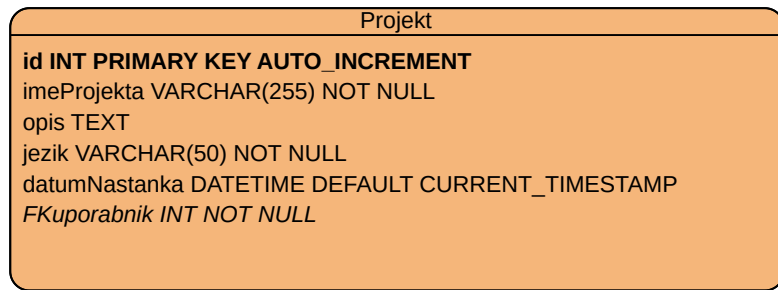 Projekt
id INT PRIMARY KEY AUTO_INCREMENT
imeProjekta VARCHAR(255) NOT NULL
opis TEXT
jezik VARCHAR(50) NOT NULL
datumNastanka DATETIME DEFAULT CURRENT_TIMESTAMP
FKuporabnik INT NOT NULL